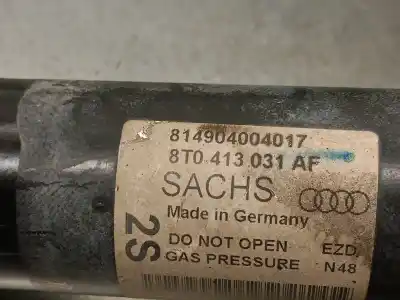 814904004017
8T0 413 031 AF
SACHS
Made in Germany
2S
DO NOT OPEN EZD.
GAS PRESSURE N48